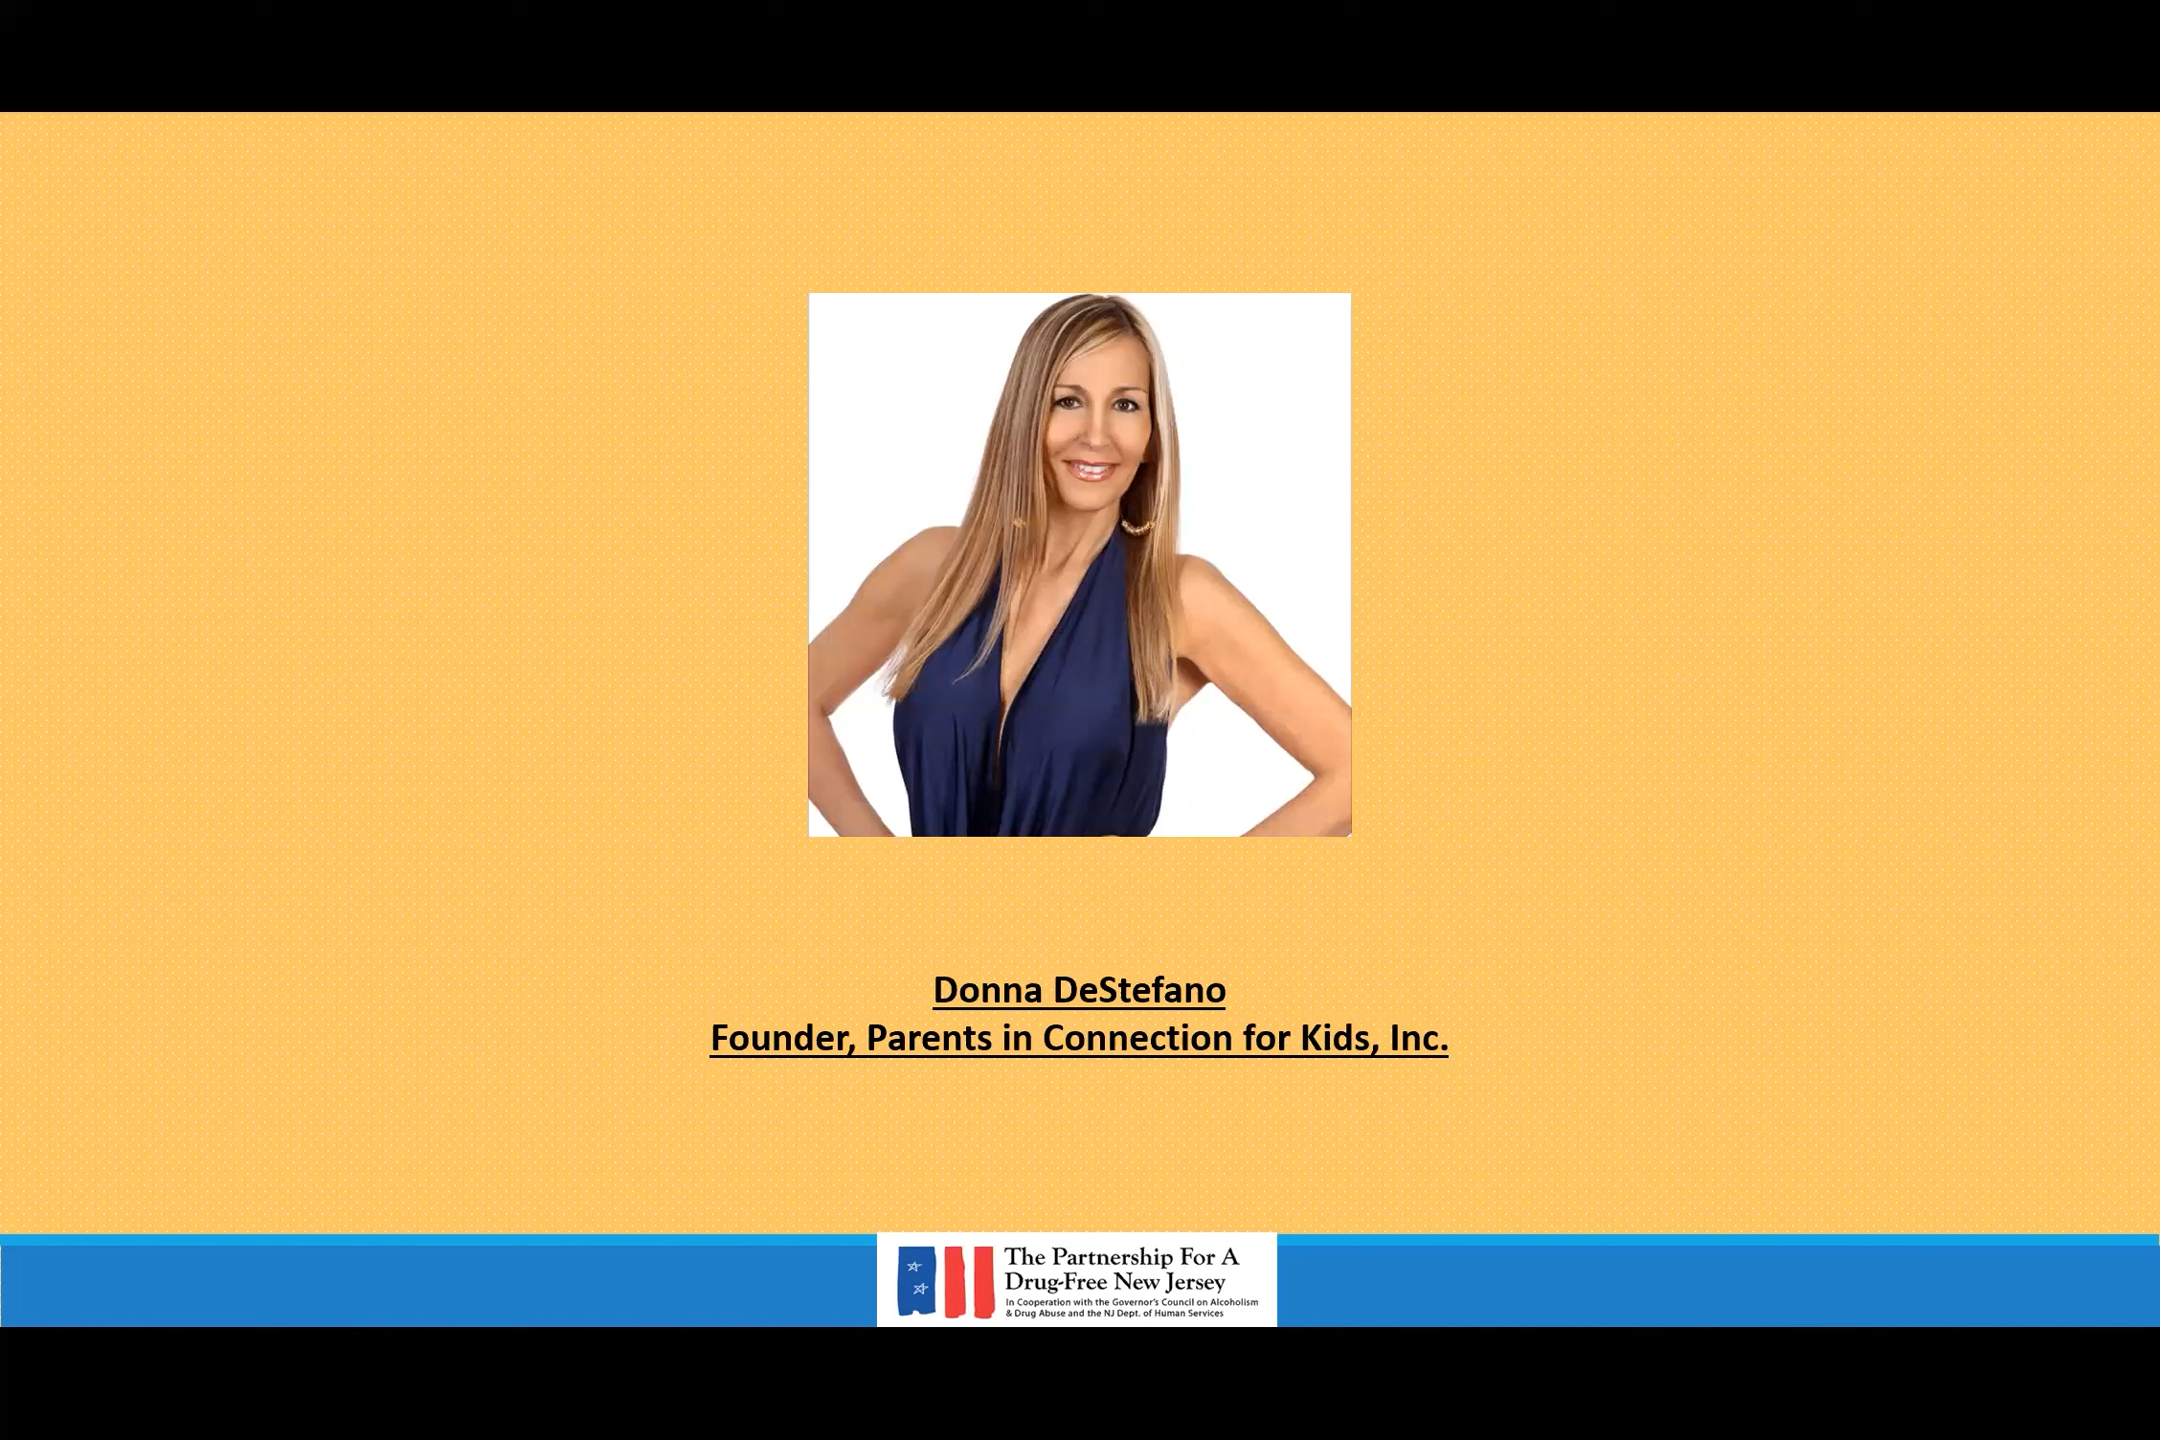 Donna DeStefano
Founder, Parents in Connection for Kids, Inc.
The Partnership For A
Drug-Free New Jersey
In Cooperation with the Governor's Council on Alcoholism
& Drug Abuse and the NJ Dept. of Human Services